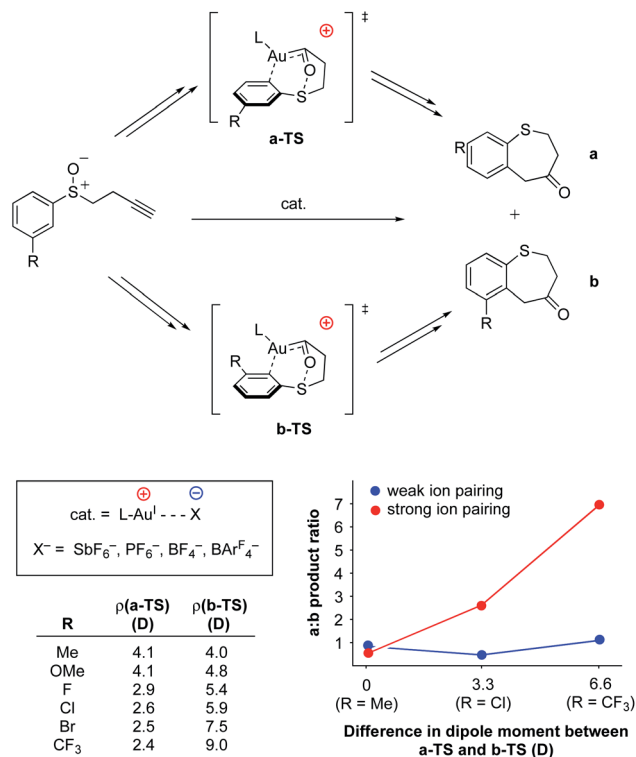 L
Au
O
S
R
⊕
‡
a-TS
S
R
O
a
O−
S+
R
cat.
+
S
R
O
b
L
Au
O
S
R
⊕
‡
b-TS
⊕ ⊖
cat. = L-AuI - - - X
X− = SbF6−, PF6−, BF4−, BArF4−
R ρ(a-TS) (D) ρ(b-TS) (D)
Me 4.1 4.0
OMe 4.1 4.8
F 2.9 5.4
Cl 2.6 5.9
Br 2.5 7.5
CF3 2.4 9.0
weak ion pairing
strong ion pairing
a:b product ratio
7
6
5
4
3
2
1
0 3.3 6.6
(R = Me) (R = Cl) (R = CF3)
Difference in dipole moment between
a-TS and b-TS (D)